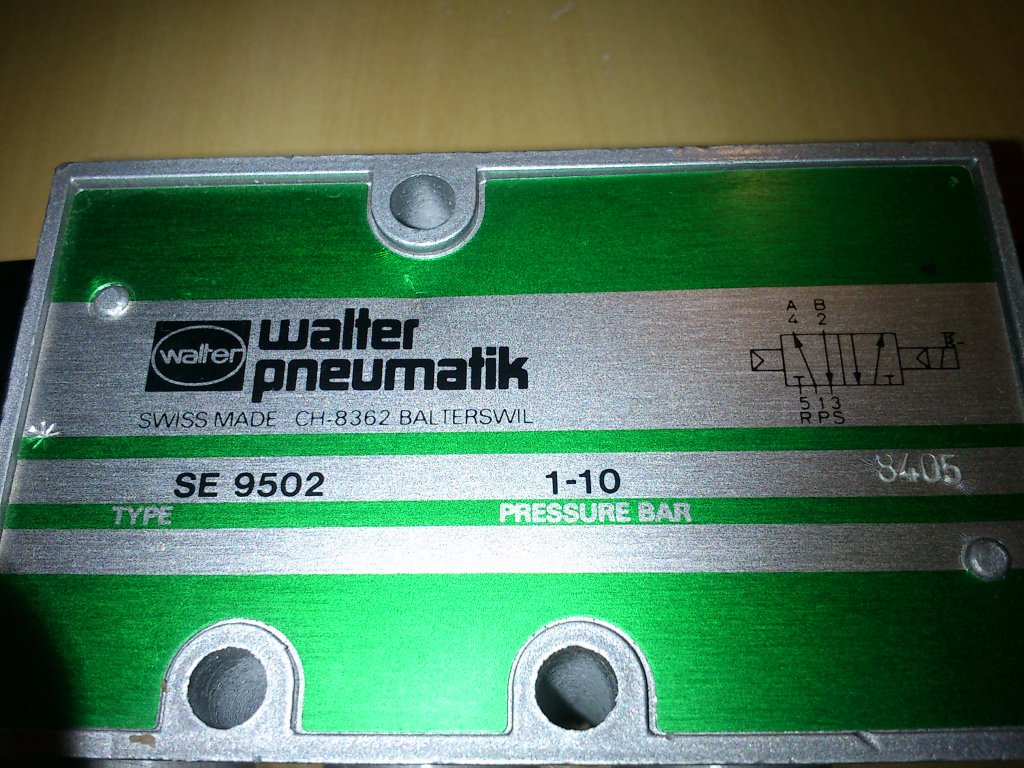 walter
walter
pneumatik
SWISS MADE CH-8362 BALTERSWIL
A B
4 2
5 1 3
R P S
SE 9502 1-10 8405
TYPE PRESSURE BAR